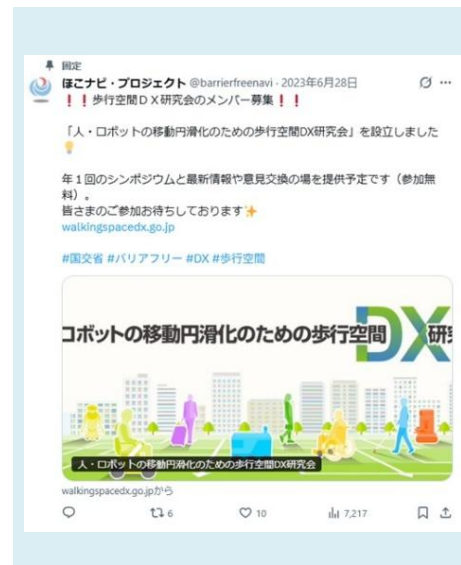 固定
ほこナビ・プロジェクト @barrierfreenavi · 2023年6月28日
❗❗歩行空間DX研究会のメンバー募集❗❗
「人・ロボットの移動円滑化のための歩行空間DX研究会」を設立しました
💡
年1回のシンポジウムと最新情報や意見交換の場を提供予定です（参加無
料）。
皆さまのご参加お待ちしております✨
walkingspacedx.go.jp
#国交省 #バリアフリー #DX #歩行空間
ロボットの移動円滑化のための歩行空間DX研
人・ロボットの移動円滑化のための歩行空間DX研究会
walkingspacedx.go.jpから
6 10 7,217